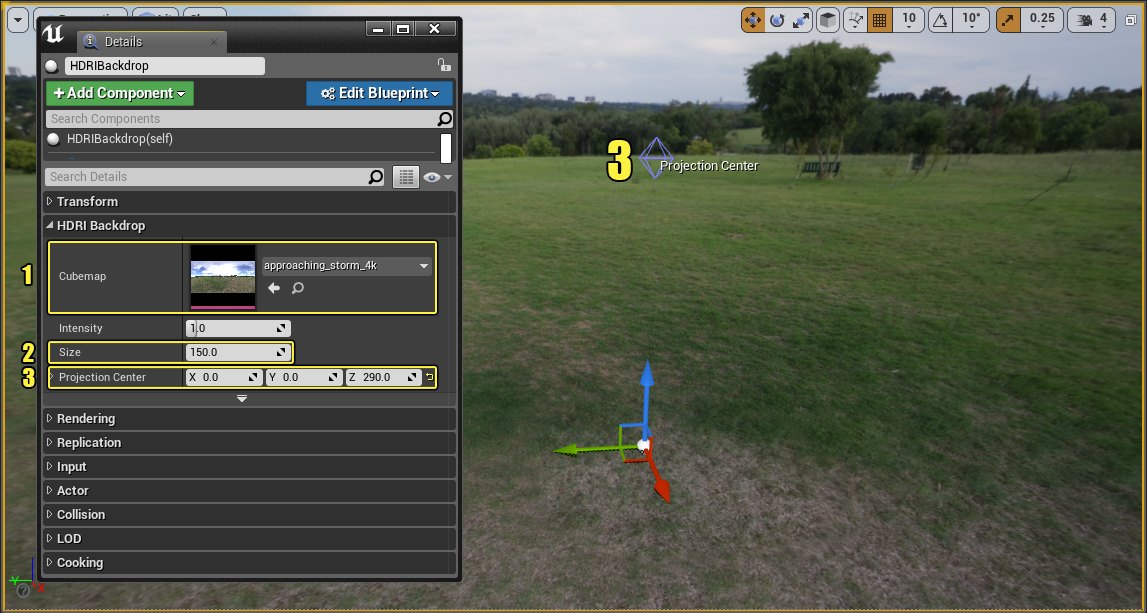 Details
HDRIBackdrop
+Add Component
Edit Blueprint
Search Components
HDRIBackdrop(self)
Search Details
Transform
HDRI Backdrop
1
Cubemap
approaching_storm_4k
Intensity
1.0
2
Size
150.0
3
Projection Center
X 0.0
Y 0.0
Z 290.0
Rendering
Replication
Input
Actor
Collision
LOD
Cooking
10
10°
0.25
4
3
Projection Center
Y
X
?